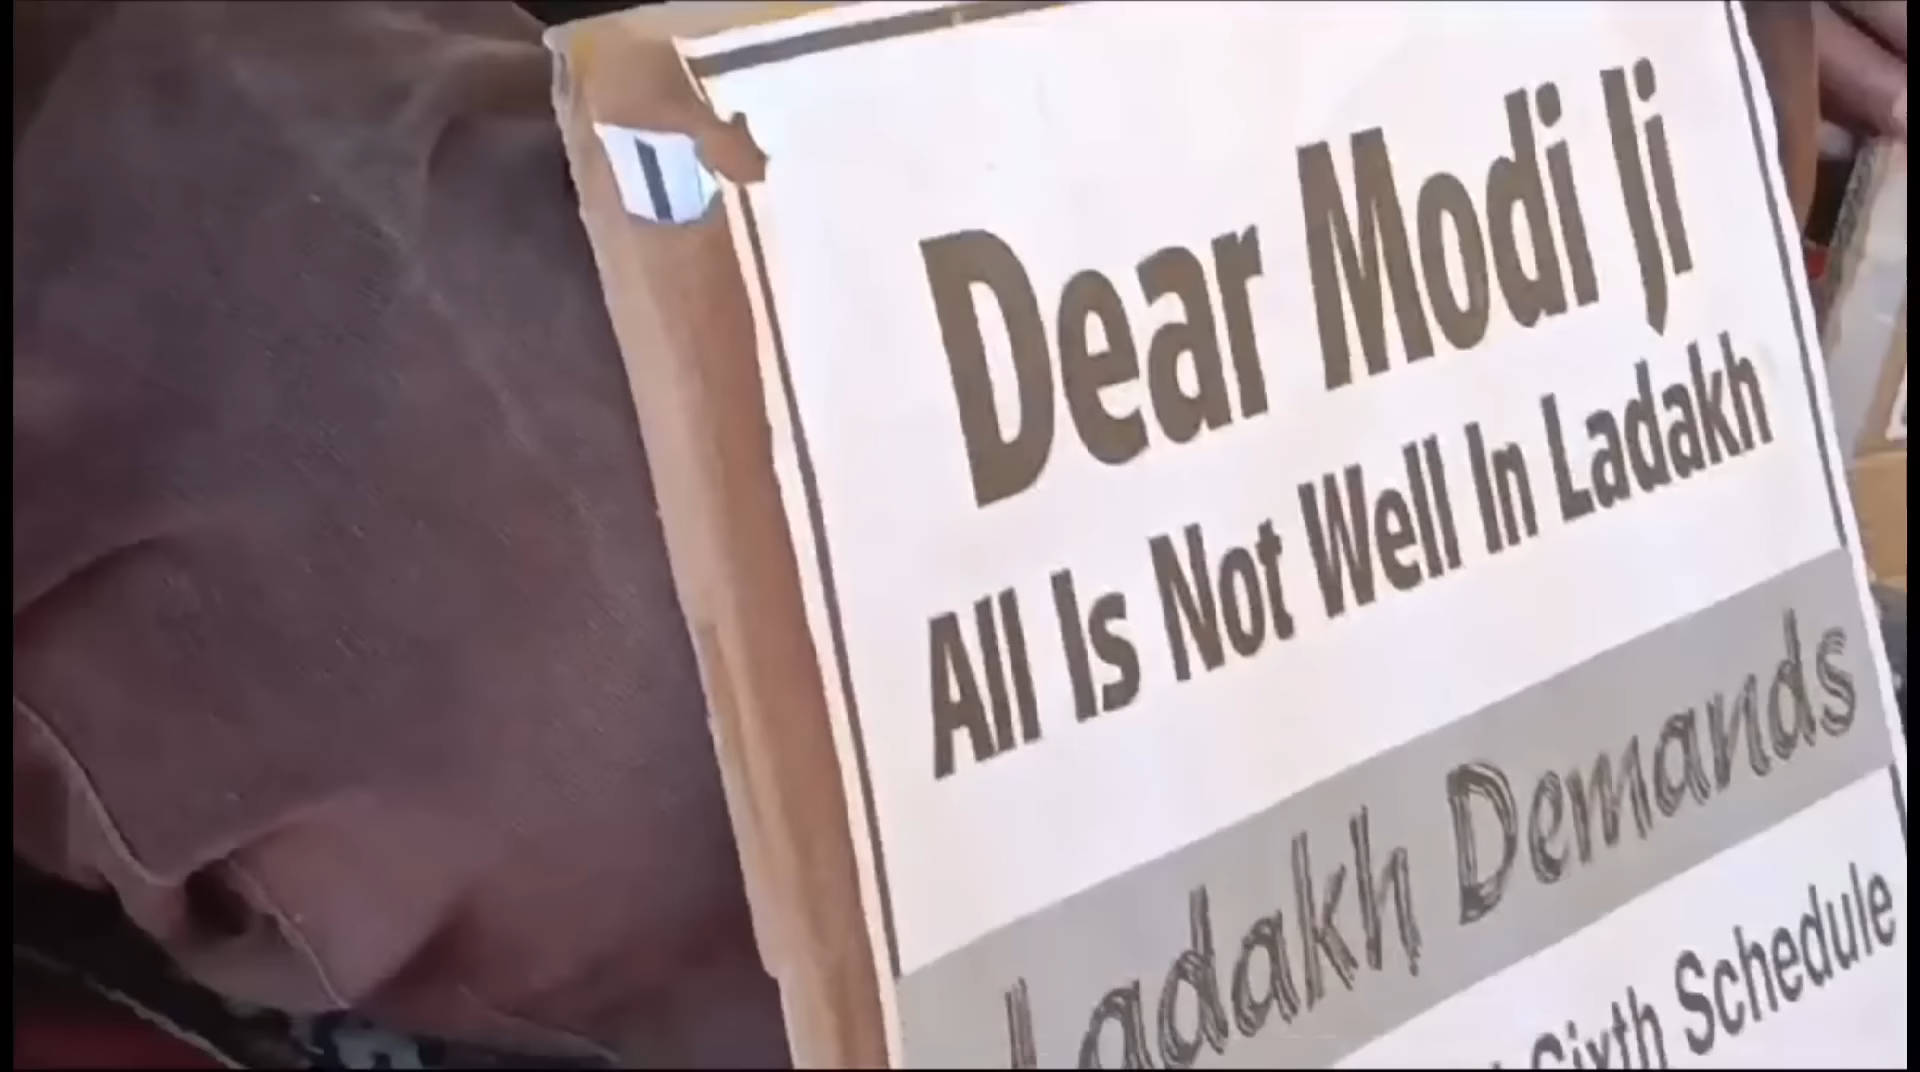 Dear Modi Ji
All Is Not Well In Ladakh
Ladakh Demands
Sixth Schedule